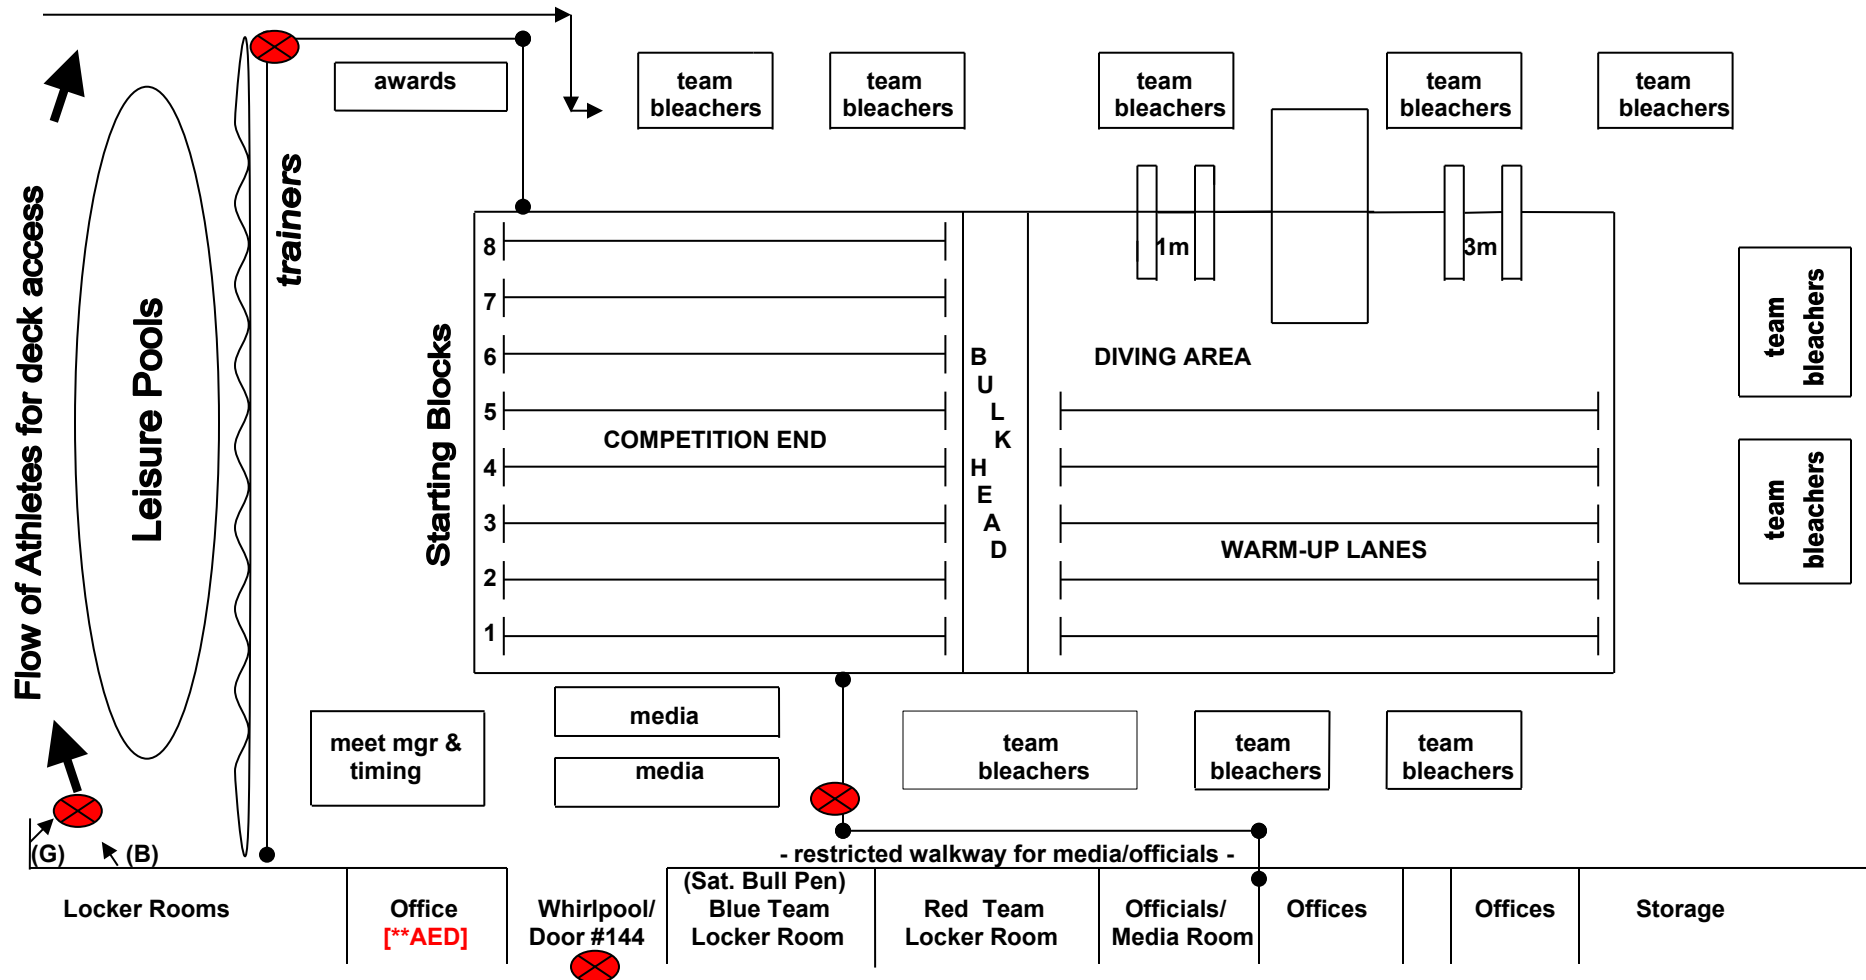 Flow of Athletes for deck access
Leisure Pools
trainers
awards
team
bleachers
team
bleachers
team
bleachers
team
bleachers
team
bleachers
Starting Blocks
8
7
6
5
4
3
2
1
COMPETITION END
B
U
L
K
H
E
A
D
1m
3m
DIVING AREA
WARM-UP LANES
team
bleachers
team
bleachers
meet mgr &
timing
media
media
team
bleachers
team
bleachers
team
bleachers
(G)
(B)
- restricted walkway for media/officials -
Locker Rooms
Office
[**AED]
Whirlpool/
Door #144
(Sat. Bull Pen)
Blue Team
Locker Room
Red Team
Locker Room
Officials/
Media Room
Offices
Offices
Storage